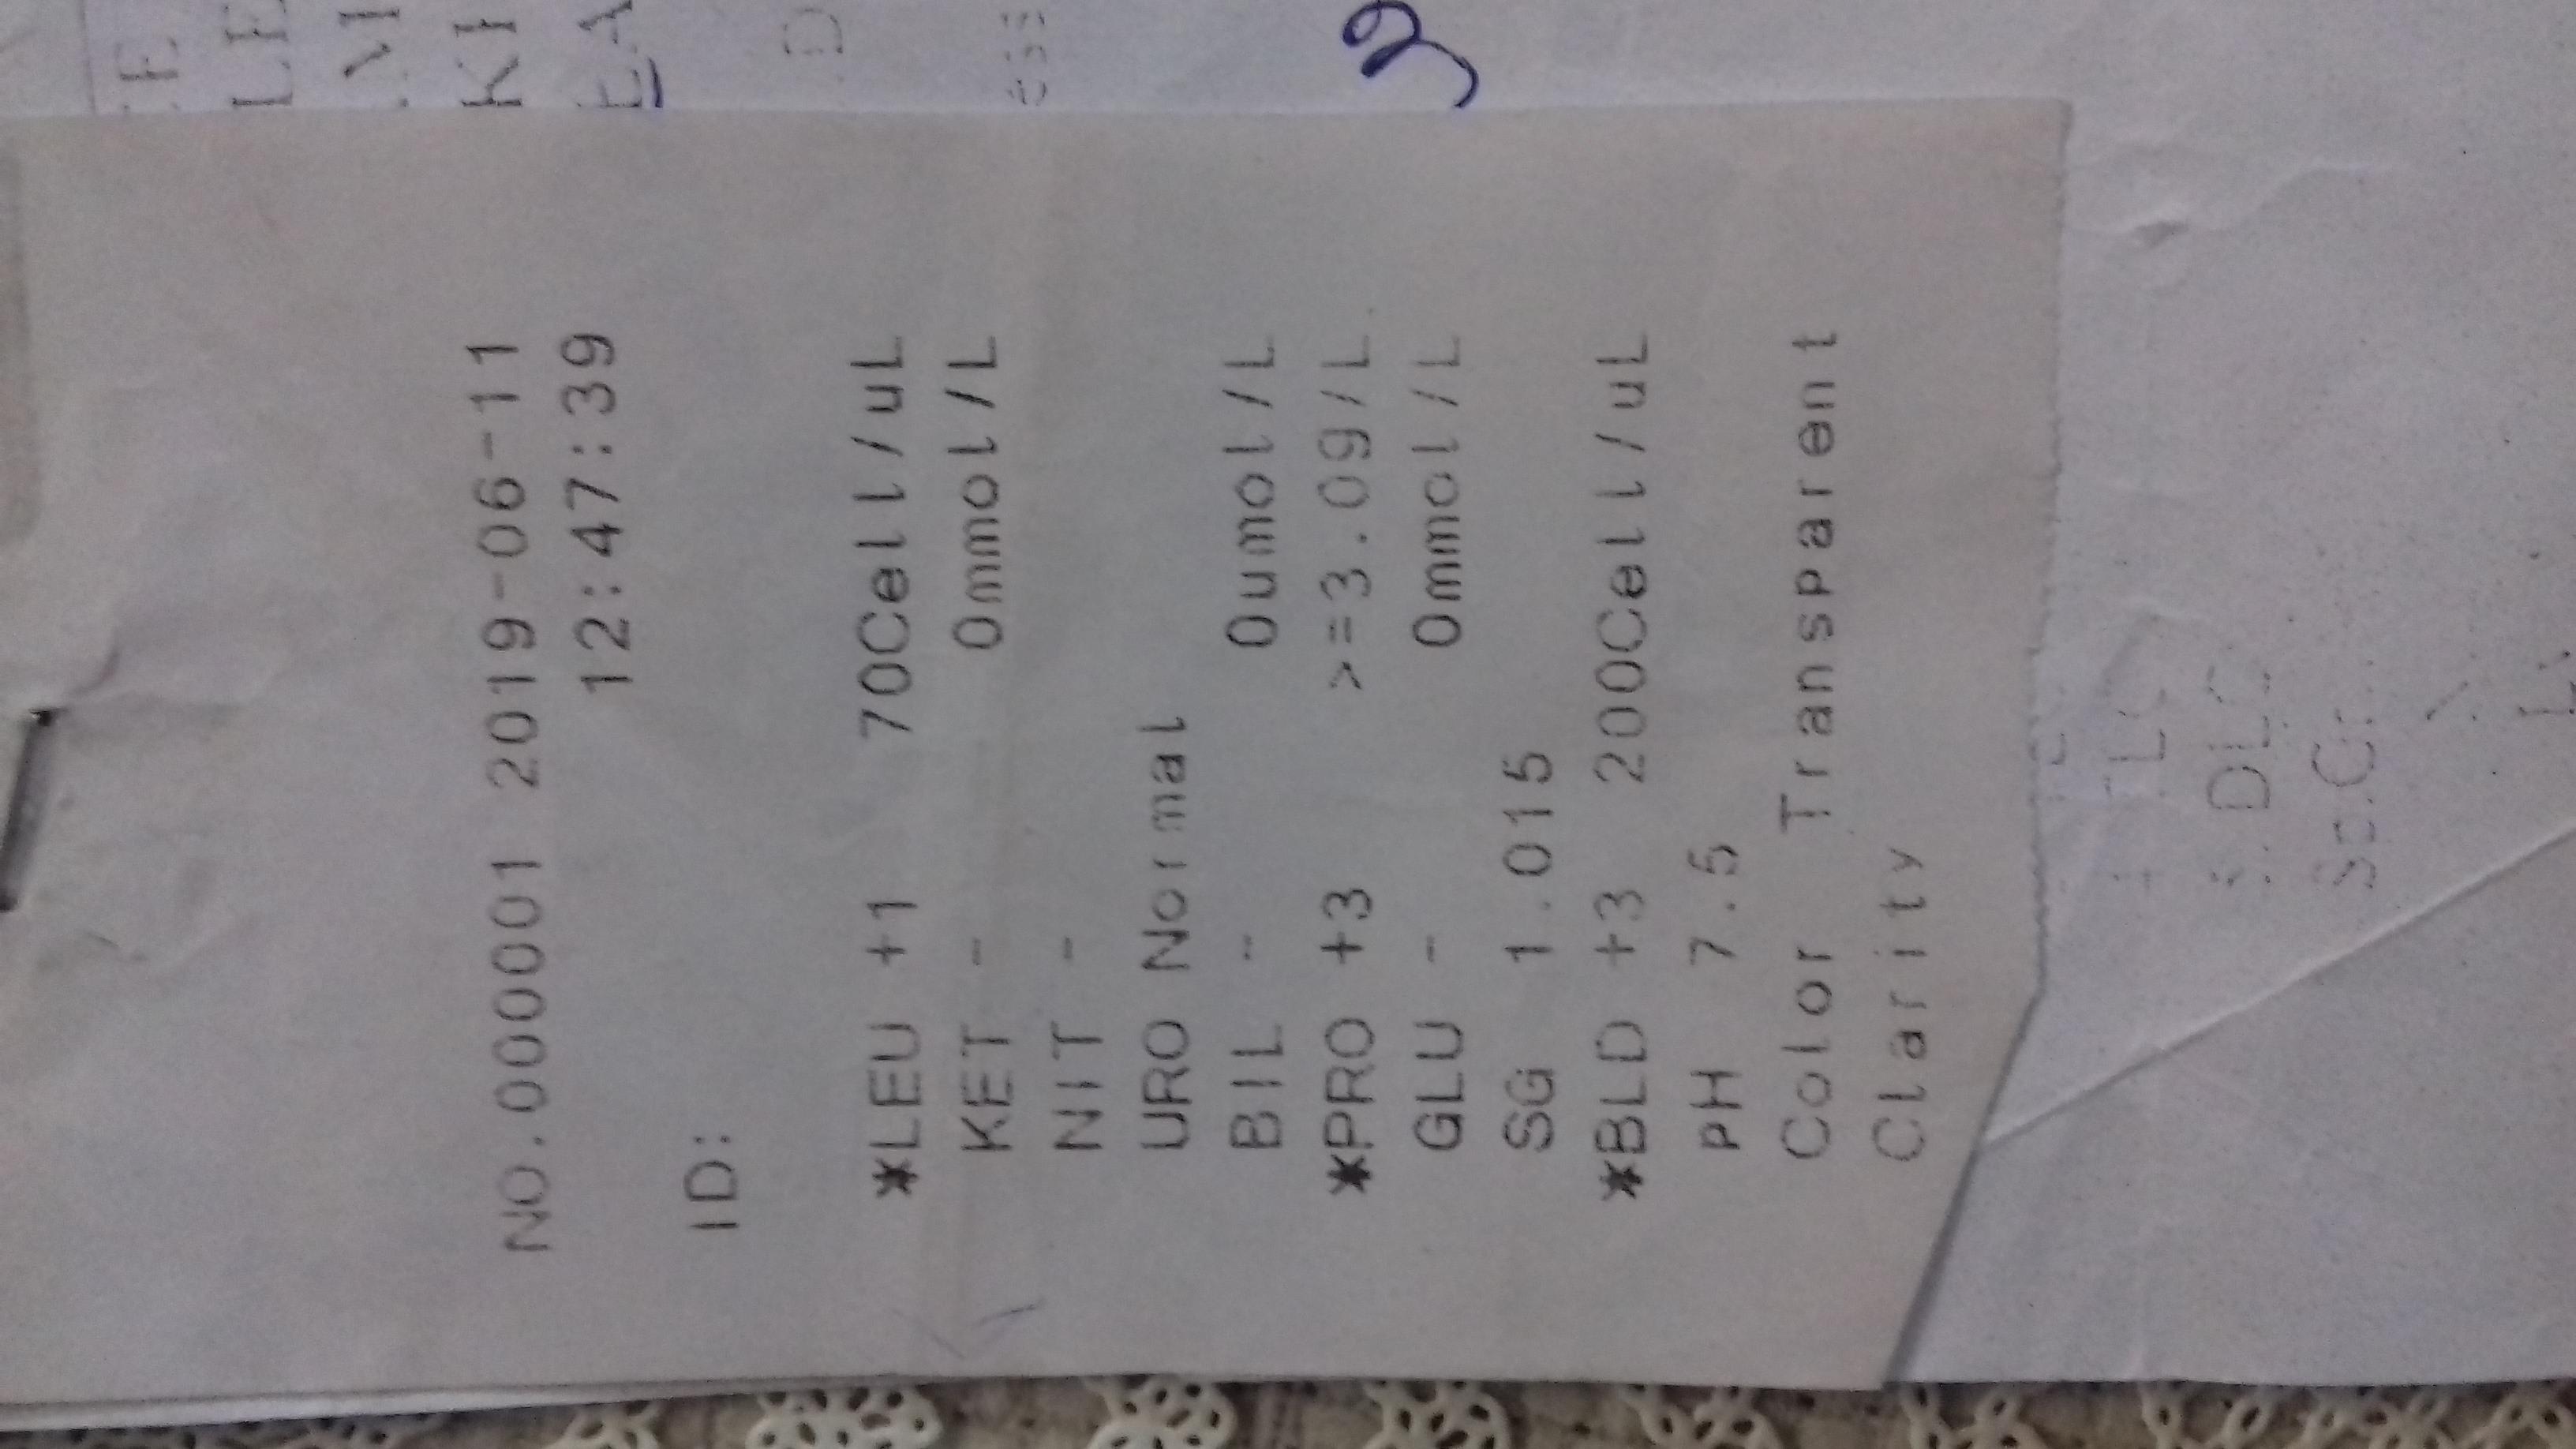 NO.000001 2019-06-11
12:47:39
ID:
*LEU +1 70Cell/uL
KET - 0mmol/L
NIT -
URO Normal
BIL - 0umol/L
*PRO +3 >=3.0g/L
GLU - 0mmol/L
SG 1.015
*BLD +3 200Cell/uL
PH 7.5
Color Transparent
Clarity